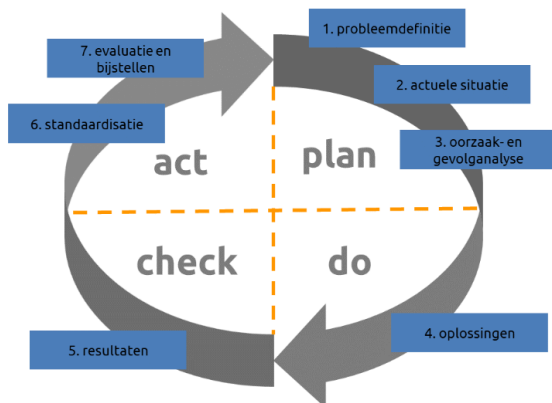 1. probleemdefinitie
2. actuele situatie
3. oorzaak- en
gevolganalyse
4. oplossingen
5. resultaten
6. standaardisatie
7. evaluatie en
bijstellen
act
plan
check
do